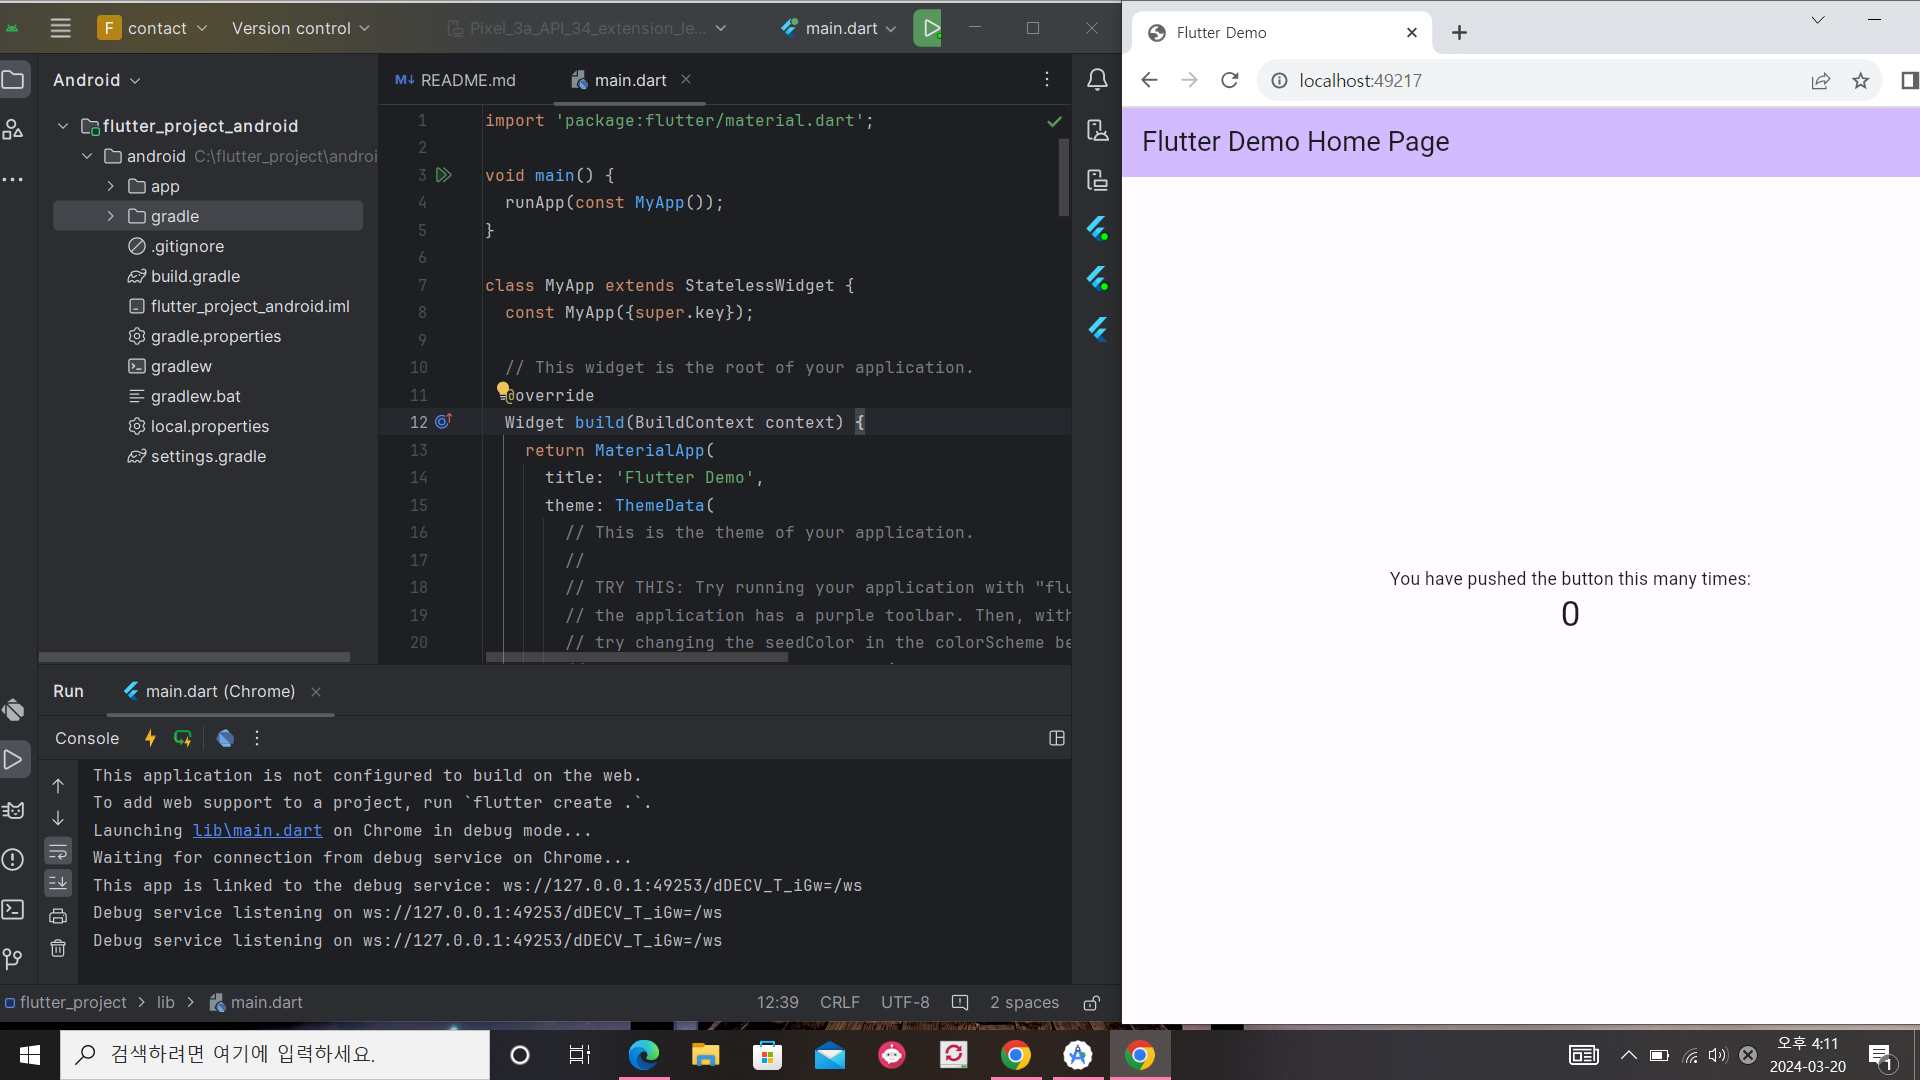 F contact
Version control
Pixel_3a_API_34_extension_le...
main.dart
Android
flutter_project_android
android C:\flutter_project\androi
app
gradle
.gitignore
build.gradle
flutter_project_android.iml
gradle.properties
gradlew
gradlew.bat
local.properties
settings.gradle
M↓ README.md
main.dart
1 import 'package:flutter/material.dart';
2
3 void main() {
4 runApp(const MyApp());
5 }
6
7 class MyApp extends StatelessWidget {
8 const MyApp({super.key});
9
10 // This widget is the root of your application.
11 @override
12 Widget build(BuildContext context) {
13 return MaterialApp(
14 title: 'Flutter Demo',
15 theme: ThemeData(
16 // This is the theme of your application.
17 //
18 // TRY THIS: Try running your application with "flu
19 // the application has a purple toolbar. Then, with
20 // try changing the seedColor in the colorScheme be
Run
main.dart (Chrome)
Console
This application is not configured to build on the web.
To add web support to a project, run `flutter create .`.
Launching lib\main.dart on Chrome in debug mode...
Waiting for connection from debug service on Chrome...
This app is linked to the debug service: ws://127.0.0.1:49253/dDECV_T_iGw=/ws
Debug service listening on ws://127.0.0.1:49253/dDECV_T_iGw=/ws
Debug service listening on ws://127.0.0.1:49253/dDECV_T_iGw=/ws
flutter_project > lib > main.dart
12:39 CRLF UTF-8 2 spaces
Flutter Demo
localhost:49217
Flutter Demo Home Page
You have pushed the button this many times:
0
검색하려면 여기에 입력하세요.
오후 4:11
2024-03-20
1